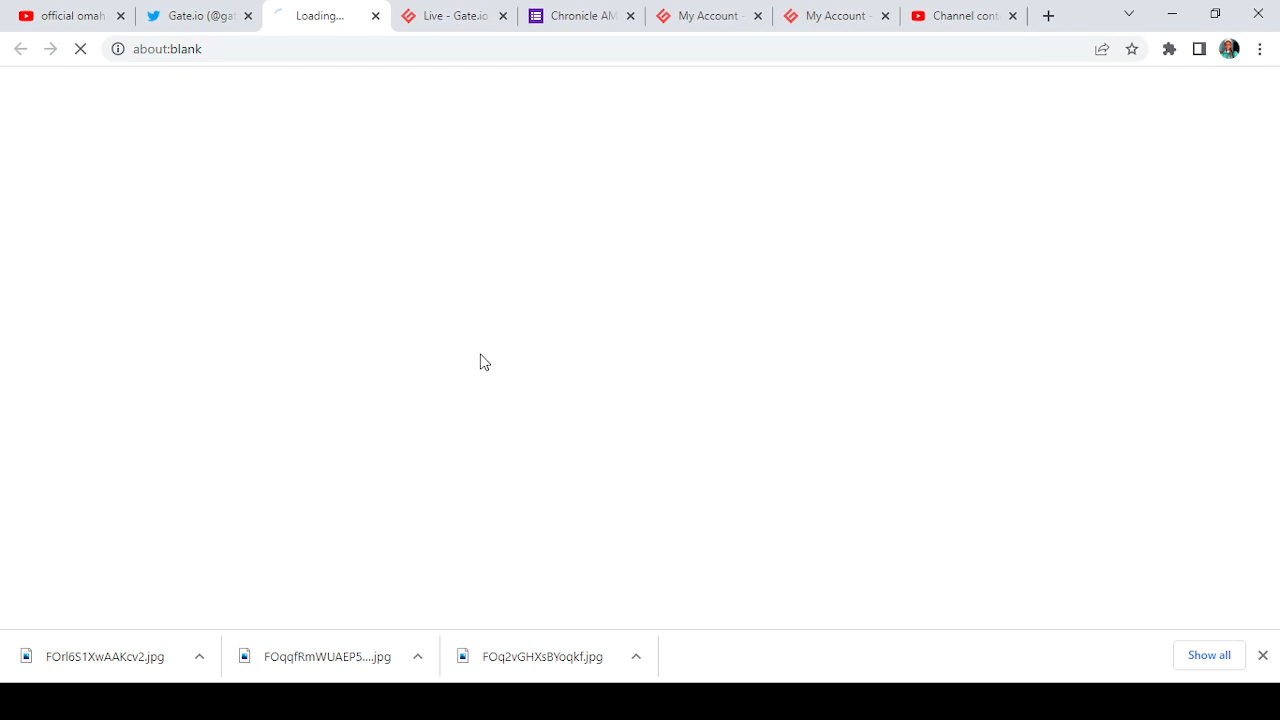 official omah
Gate.io (@gat
Loading...
Live - Gate.io
Chronicle AM
My Account -
My Account -
Channel cont
about:blank
FOrl6S1XwAAKcv2.jpg
FOqqfRmWUAEP5....jpg
FOq2vGHXsBYoqkf.jpg
Show all